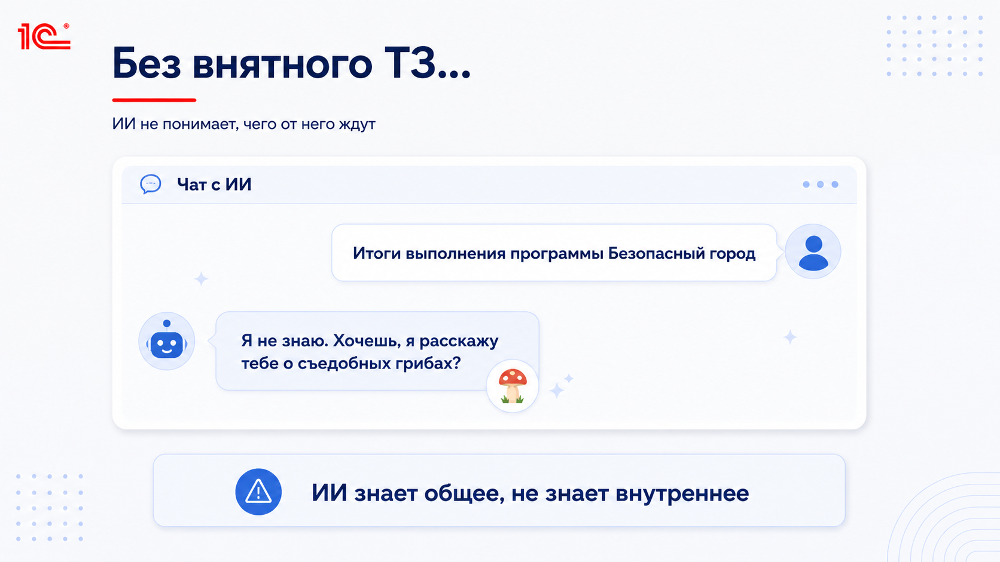 1С®
Без внятного ТЗ...
ИИ не понимает, чего от него ждут
Чат с ИИ
Итоги выполнения программы Безопасный город
Я не знаю. Хочешь, я расскажу
тебе о съедобных грибах?
ИИ знает общее, не знает внутреннее